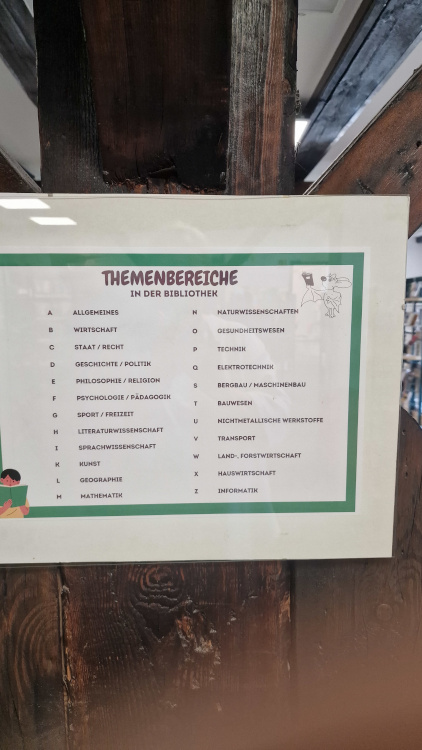 THEMENBEREICHE
IN DER BIBLIOTHEK
A ALLGEMEINES
B WIRTSCHAFT
C STAAT / RECHT
D GESCHICHTE / POLITIK
E PHILOSOPHIE / RELIGION
F PSYCHOLOGIE / PÄDAGOGIK
G SPORT / FREIZEIT
H LITERATURWISSENSCHAFT
I SPRACHWISSENSCHAFT
K KUNST
L GEOGRAPHIE
M MATHEMATIK
N NATURWISSENSCHAFTEN
O GESUNDHEITSWESEN
P TECHNIK
Q ELEKTROTECHNIK
S BERGBAU / MASCHINENBAU
T BAUWESEN
U NICHTMETALLISCHE WERKSTOFFE
V TRANSPORT
W LAND-, FORSTWIRTSCHAFT
X HAUSWIRTSCHAFT
Z INFORMATIK